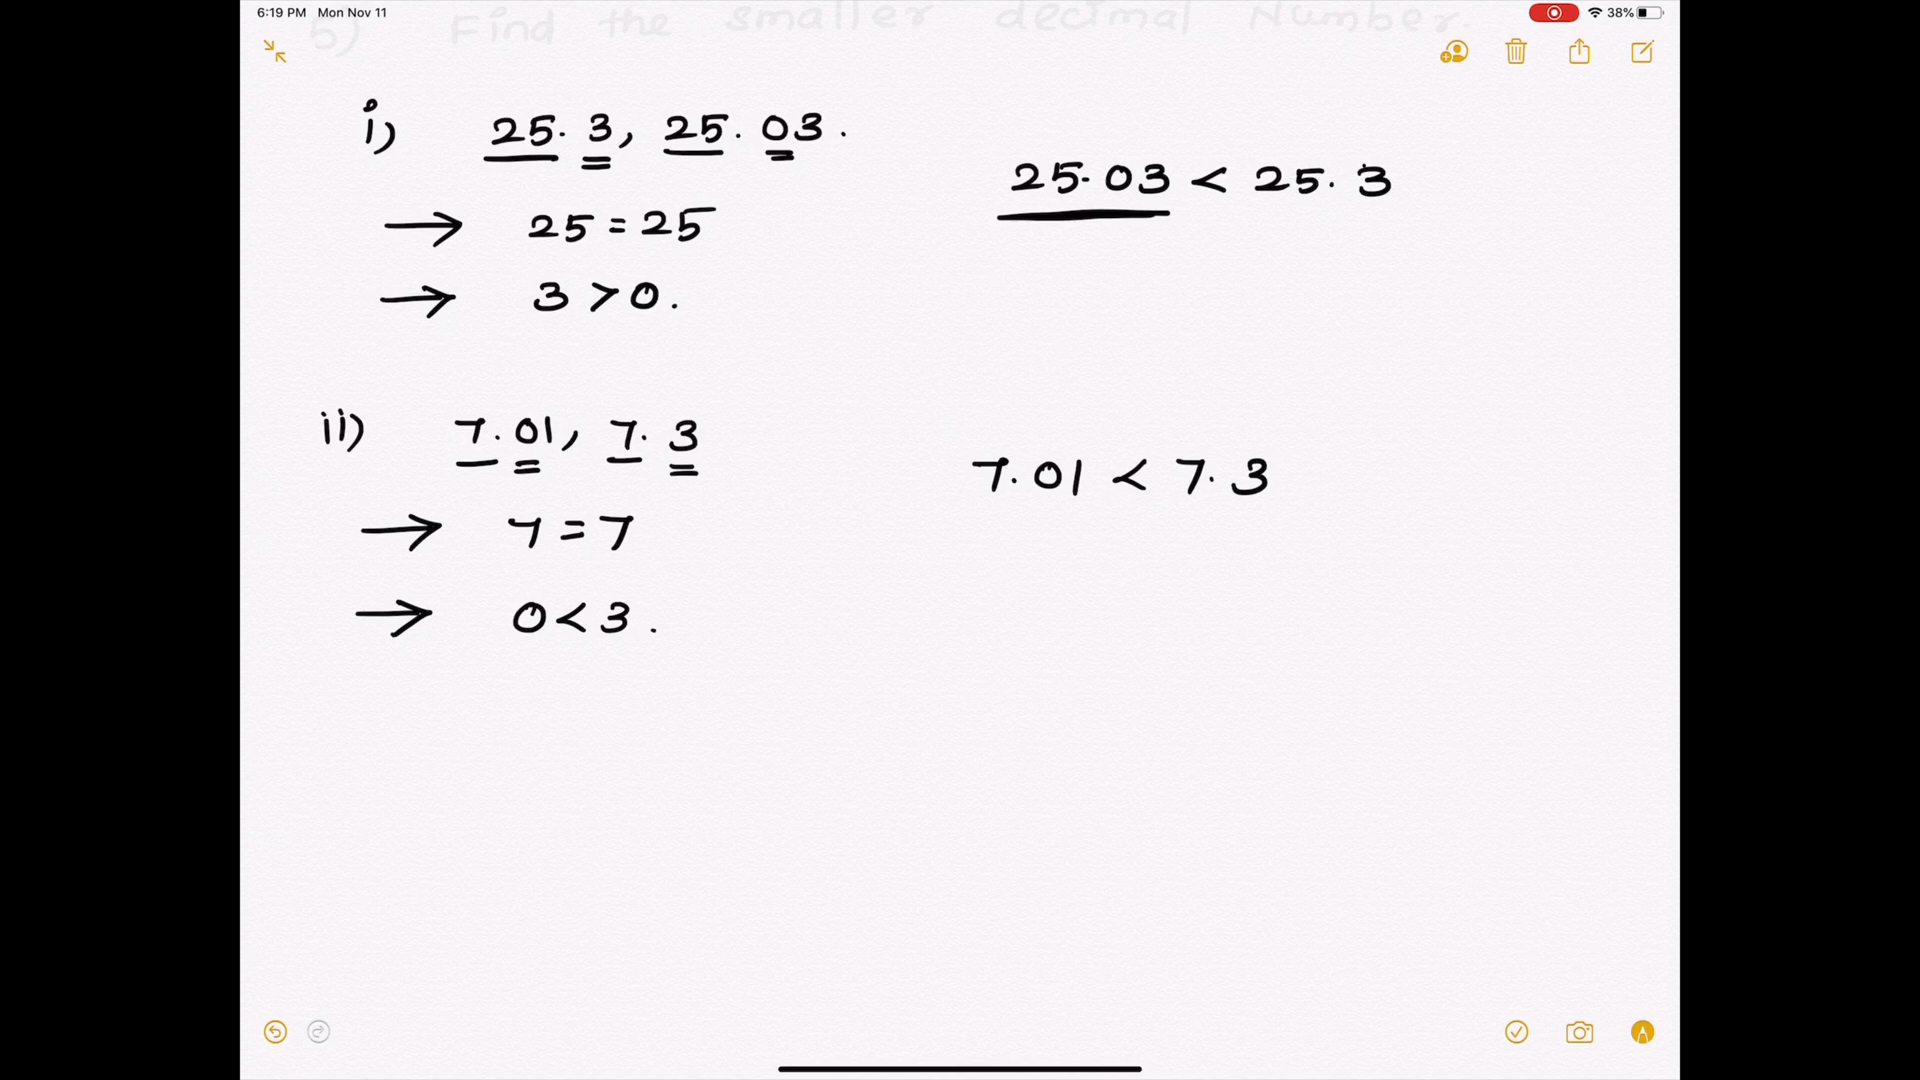 6:19 PM Mon Nov 11
38%
5) Find the smaller decimal Number.
i) 25.3, 25.03.
25.03 < 25.3
→ 25 = 25
→ 3 > 0.
ii) 7.01, 7.3
7.01 < 7.3
→ 7 = 7
→ 0 < 3.